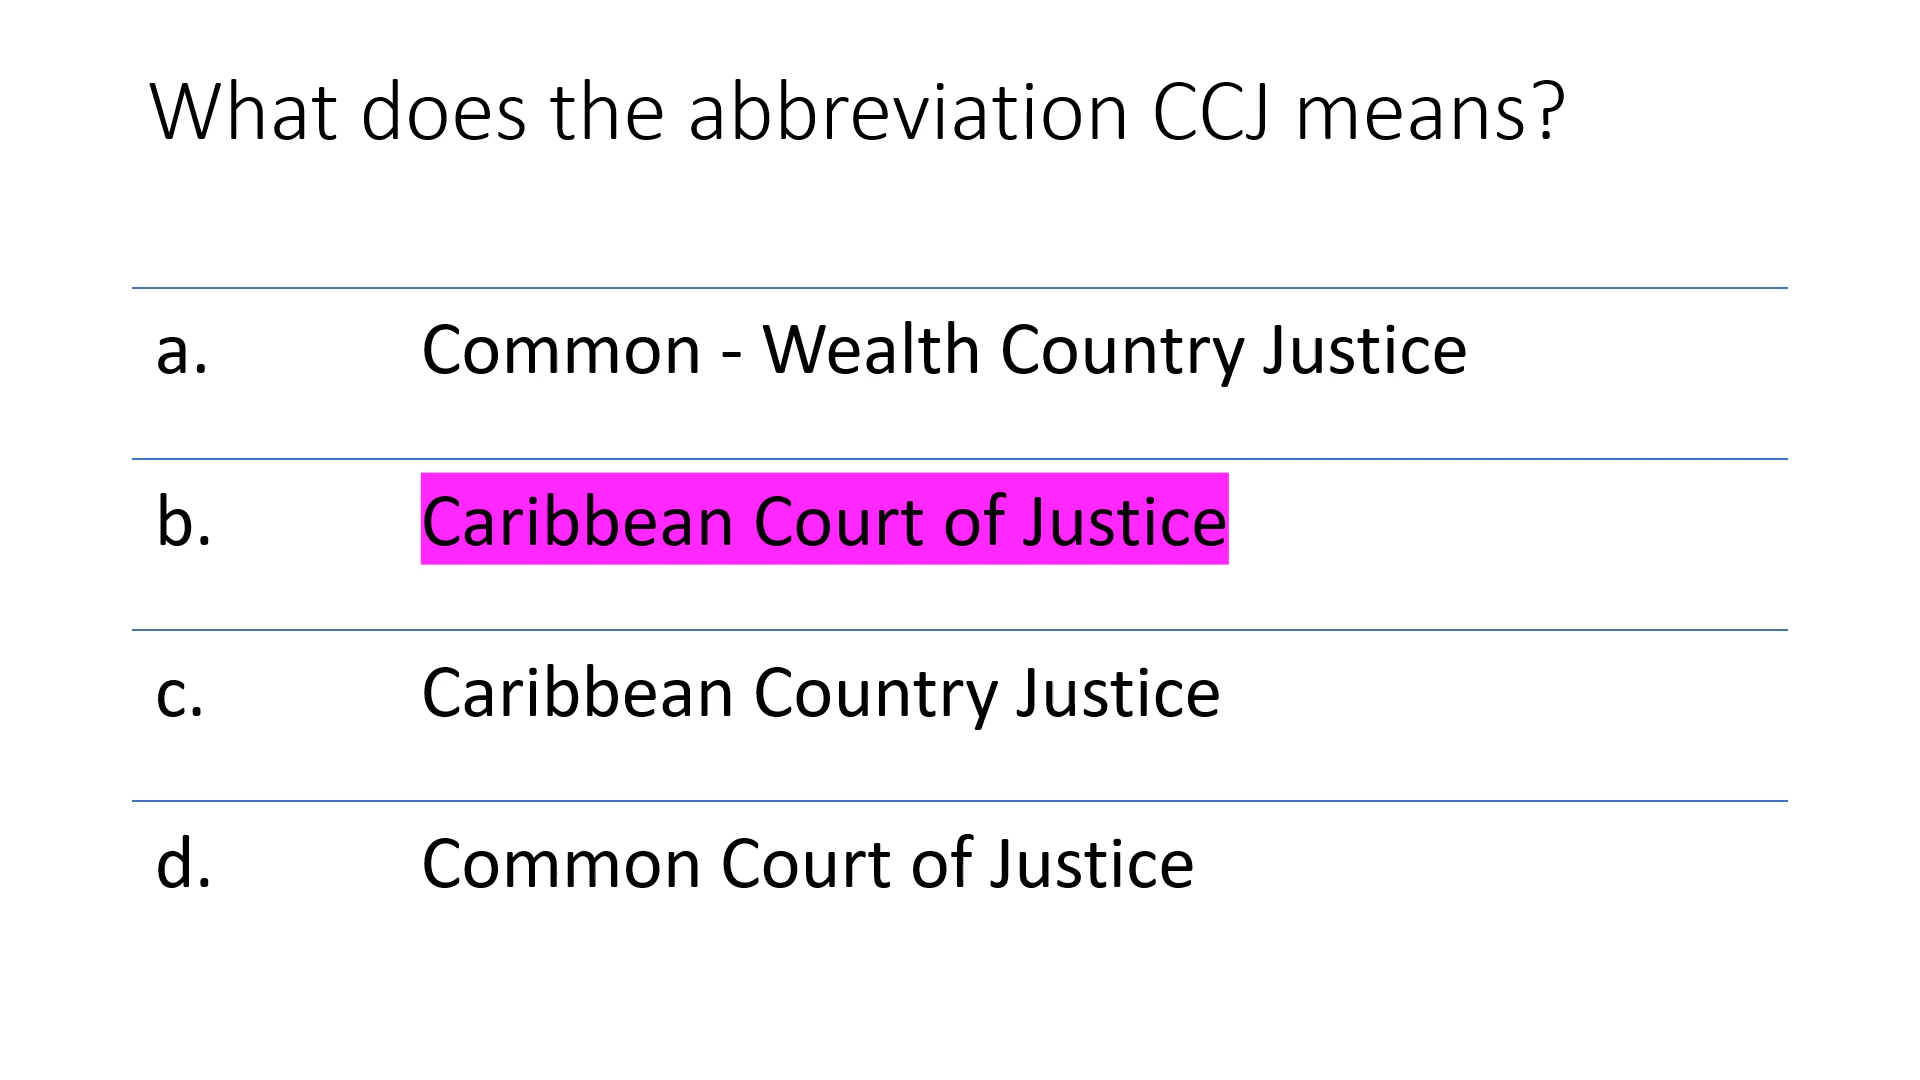 What does the abbreviation CCJ means?
a. Common - Wealth Country Justice
b. Caribbean Court of Justice
c. Caribbean Country Justice
d. Common Court of Justice